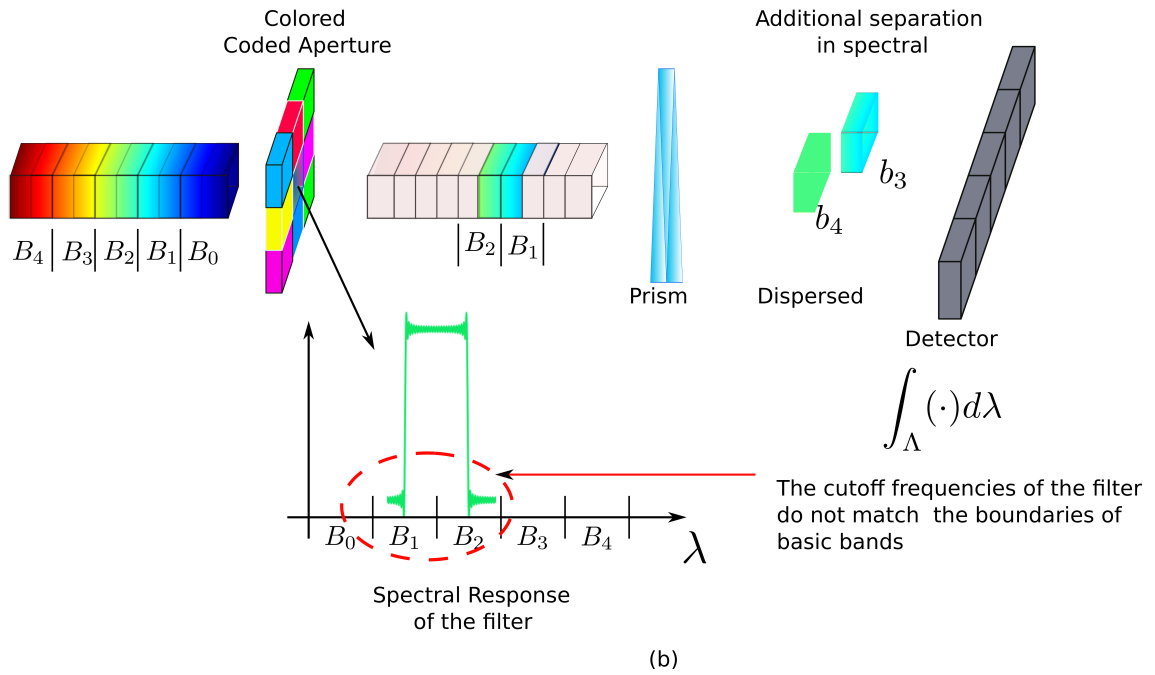 Colored
Coded Aperture
Additional separation
in spectral
B₄ | B₃ | B₂ | B₁ | B₀
| B₂ | B₁ |
b₃
b₄
Prism
Dispersed
Detector
∫_Λ (·)dλ
The cutoff frequencies of the filter
do not match the boundaries of
basic bands
B₀ B₁ B₂ B₃ B₄
λ
Spectral Response
of the filter
(b)